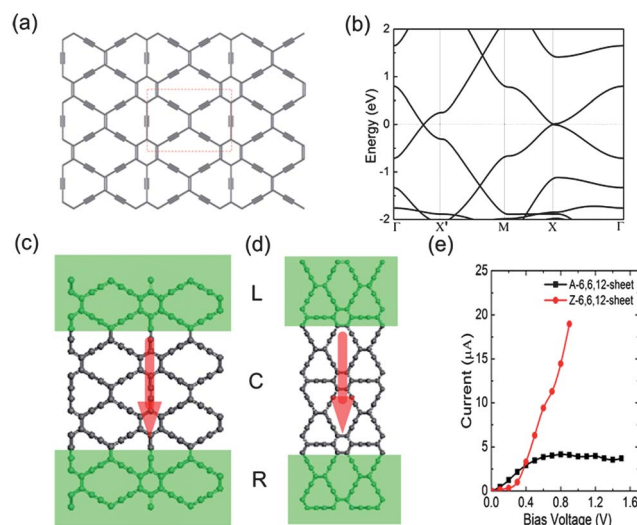 (a)
(b)
Energy (eV)
2
1
0
-1
-2
Γ X' M X Γ
(c)
(d)
(e)
L
C
R
Current (μA)
25
20
15
10
5
0
A-6,6,12-sheet
Z-6,6,12-sheet
0.0 0.4 0.8 1.2 1.6
Bias Voltage (V)